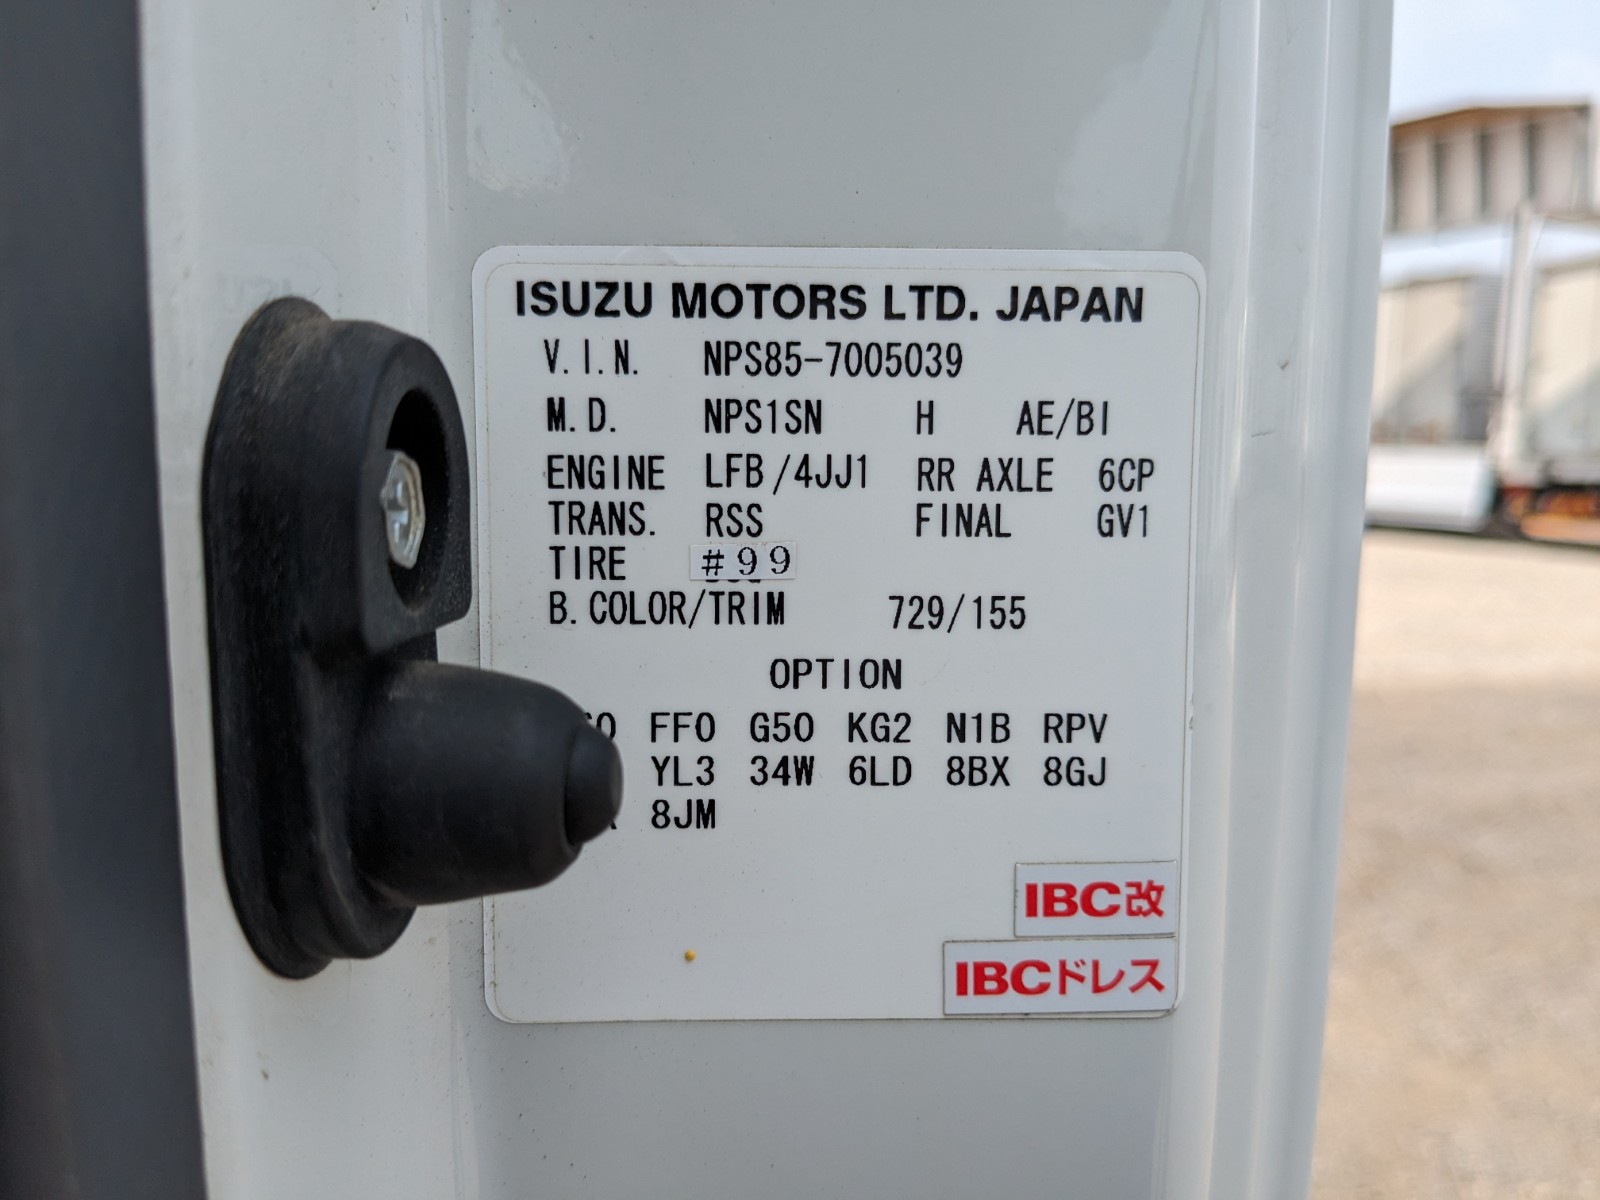 ISUZU MOTORS LTD. JAPAN
V.I.N. NPS85-7005039
M.D. NPS1SN H AE/BI
ENGINE LFB/4JJ1 RR AXLE 6CP
TRANS. RSS FINAL GV1
TIRE #99
B.COLOR/TRIM 729/155
OPTION
FF0 G50 KG2 N1B RPV
YL3 34W 6LD 8BX 8GJ
8JM
IBC改
IBCドレス